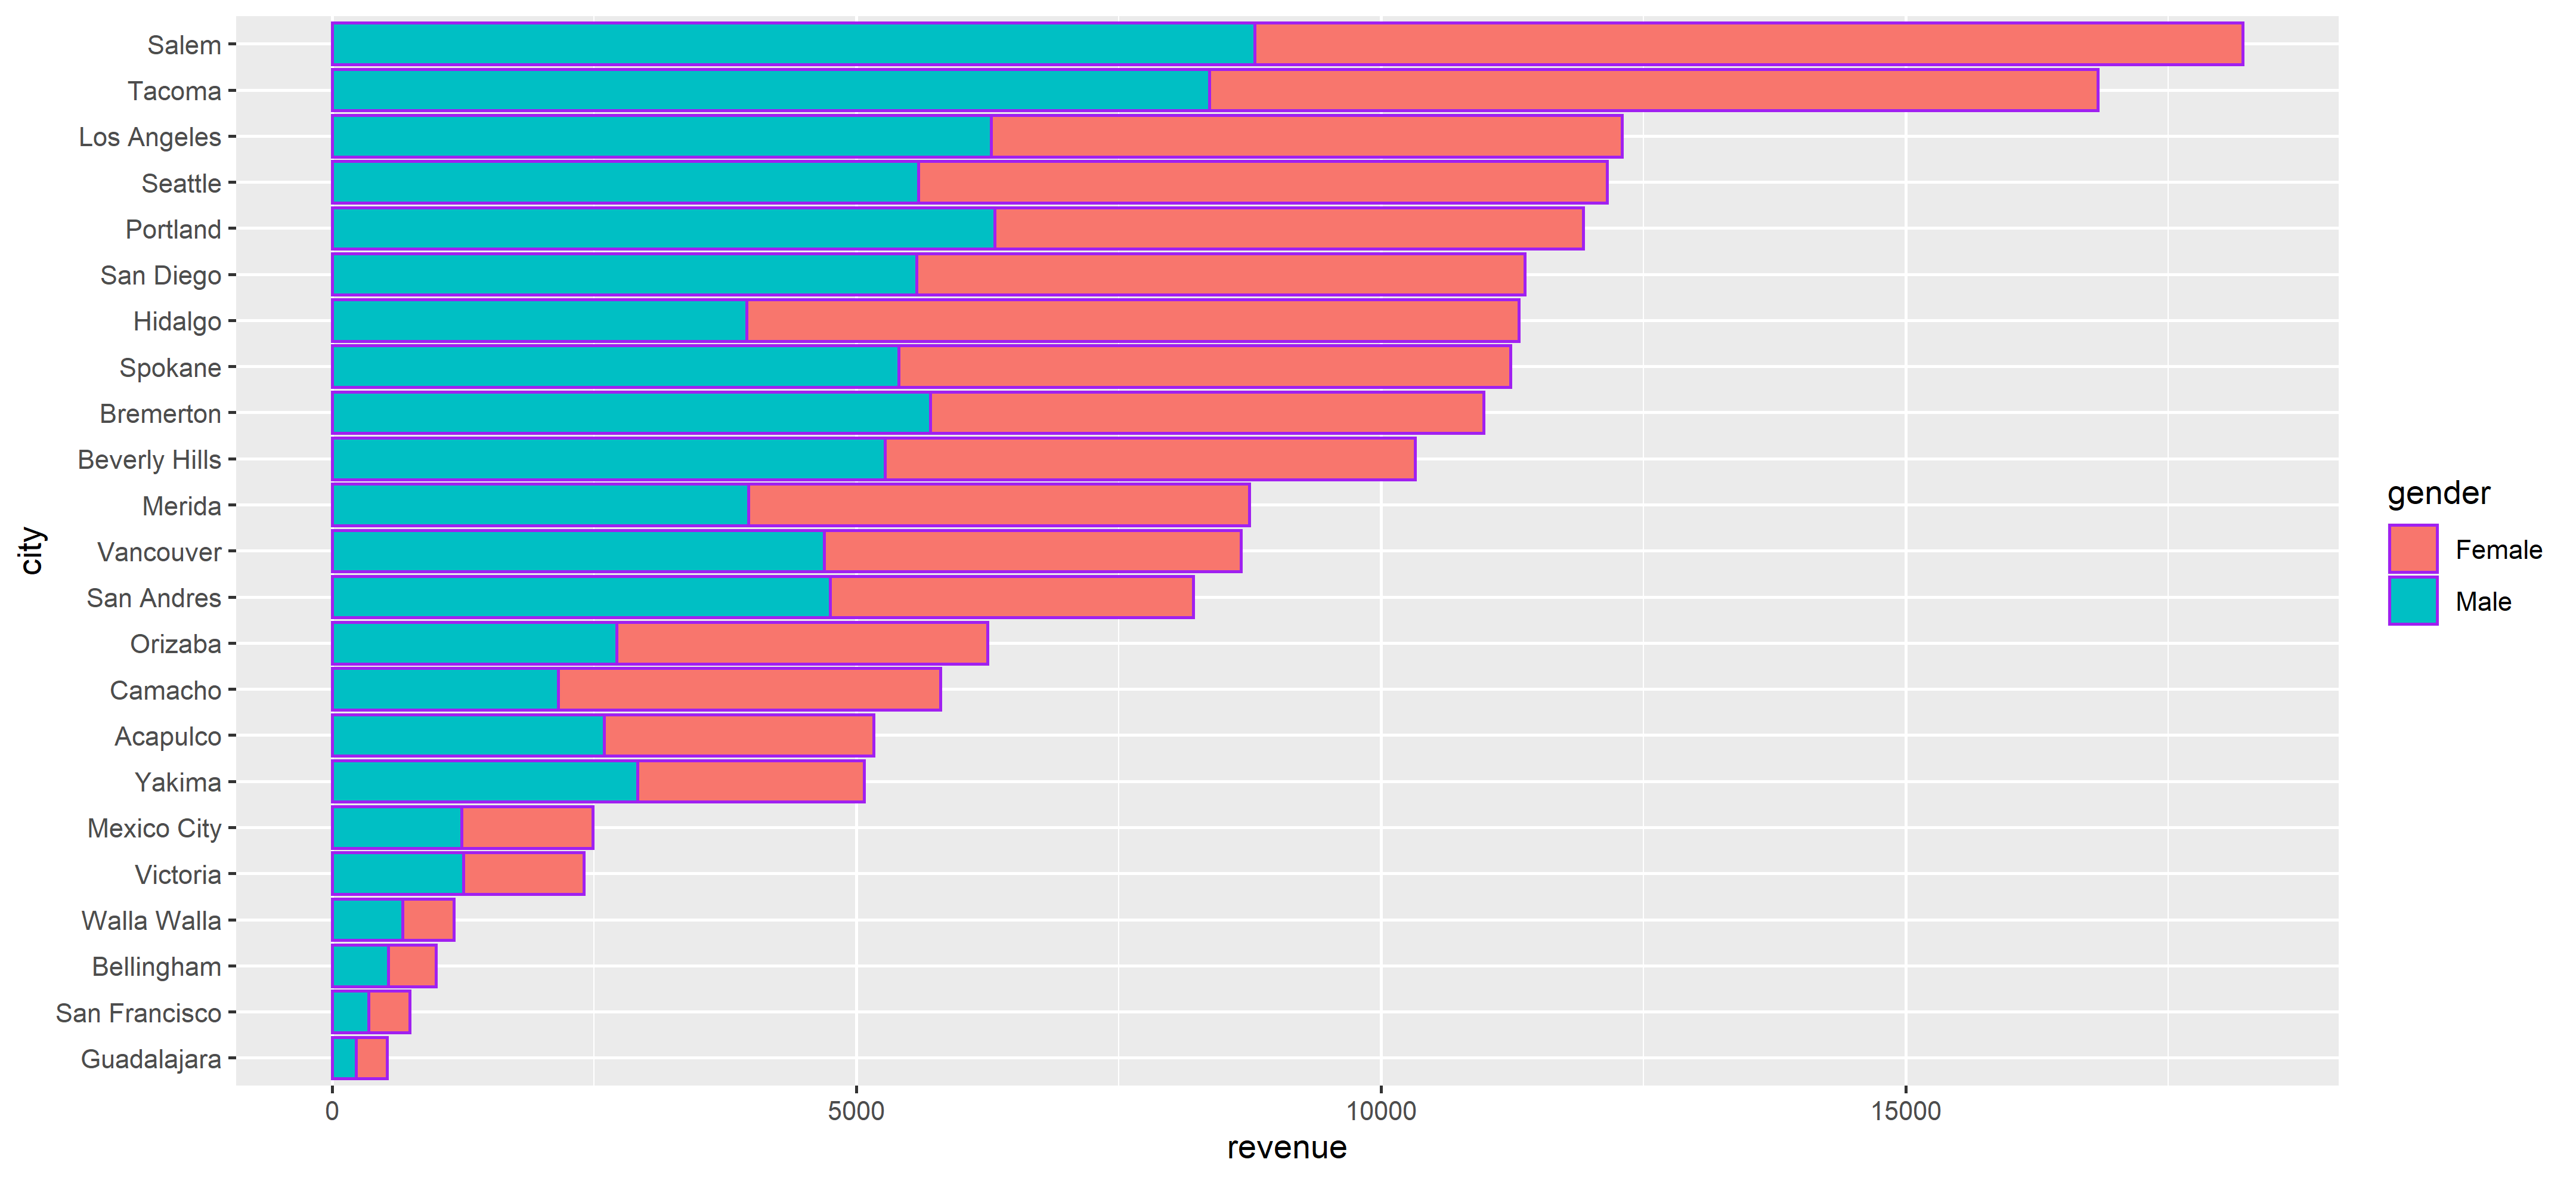 Salem
Tacoma
Los Angeles
Seattle
Portland
San Diego
Hidalgo
Spokane
Bremerton
Beverly Hills
Merida
Vancouver
San Andres
Orizaba
Camacho
Acapulco
Yakima
Mexico City
Victoria
Walla Walla
Bellingham
San Francisco
Guadalajara
city
0 5000 10000 15000
revenue
gender
Female
Male